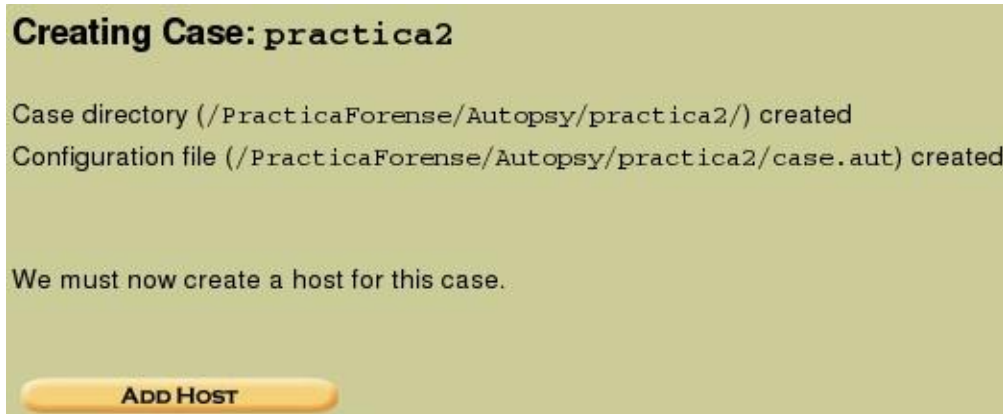 Creating Case: practica2
Case directory (/PracticaForense/Autopsy/practica2/) created
Configuration file (/PracticaForense/Autopsy/practica2/case.aut) created
We must now create a host for this case.
ADD HOST